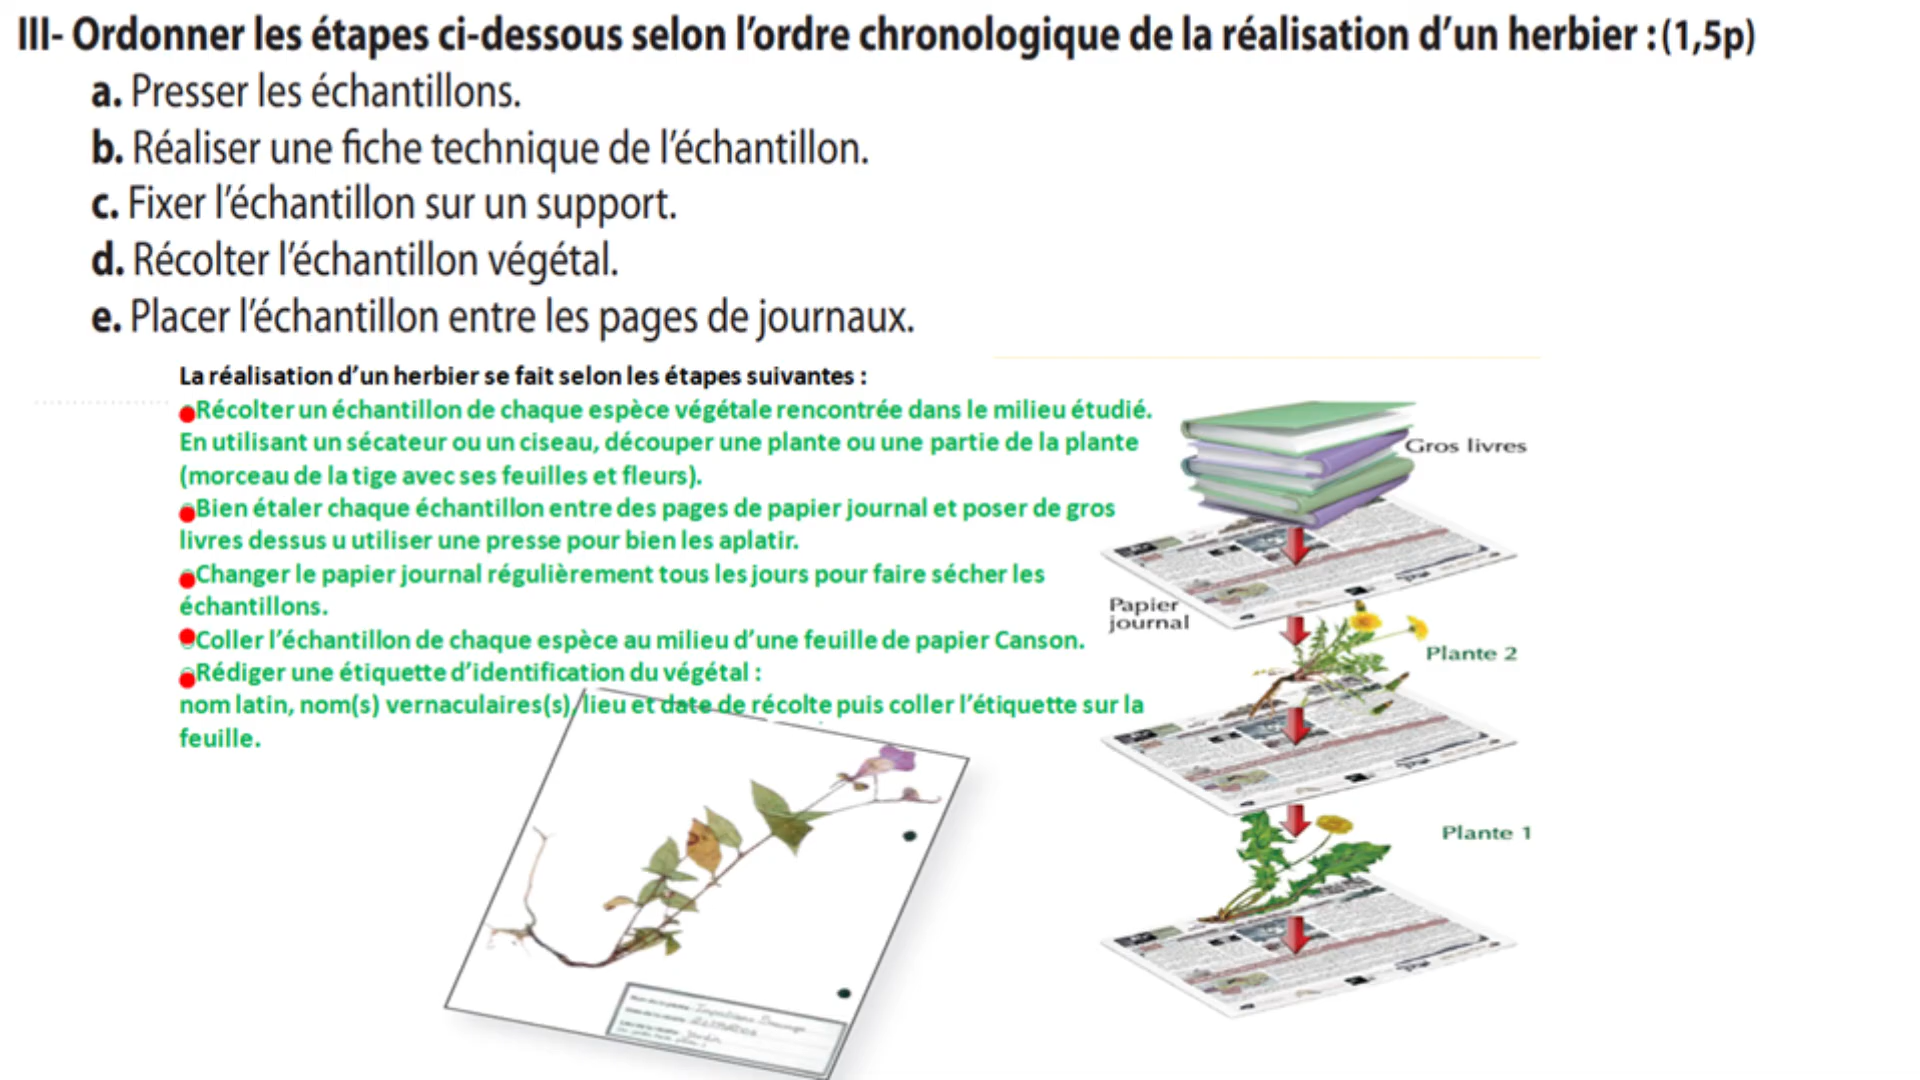 III- Ordonner les étapes ci-dessous selon l'ordre chronologique de la réalisation d'un herbier : (1,5p)
a. Presser les échantillons.
b. Réaliser une fiche technique de l'échantillon.
c. Fixer l'échantillon sur un support.
d. Récolter l'échantillon végétal.
e. Placer l'échantillon entre les pages de journaux.
La réalisation d'un herbier se fait selon les étapes suivantes :
Récolter un échantillon de chaque espèce végétale rencontrée dans le milieu étudié.
En utilisant un sécateur ou un ciseau, découper une plante ou une partie de la plante
(morceau de la tige avec ses feuilles et fleurs).
Bien étaler chaque échantillon entre des pages de papier journal et poser de gros
livres dessus u utiliser une presse pour bien les aplatir.
Changer le papier journal régulièrement tous les jours pour faire sécher les
échantillons.
Coller l'échantillon de chaque espèce au milieu d'une feuille de papier Canson.
Rédiger une étiquette d'identification du végétal :
nom latin, nom(s) vernaculaires(s), lieu et date de récolte puis coller l'étiquette sur la
feuille.
Gros livres
Papier
journal
Plante 2
Plante 1